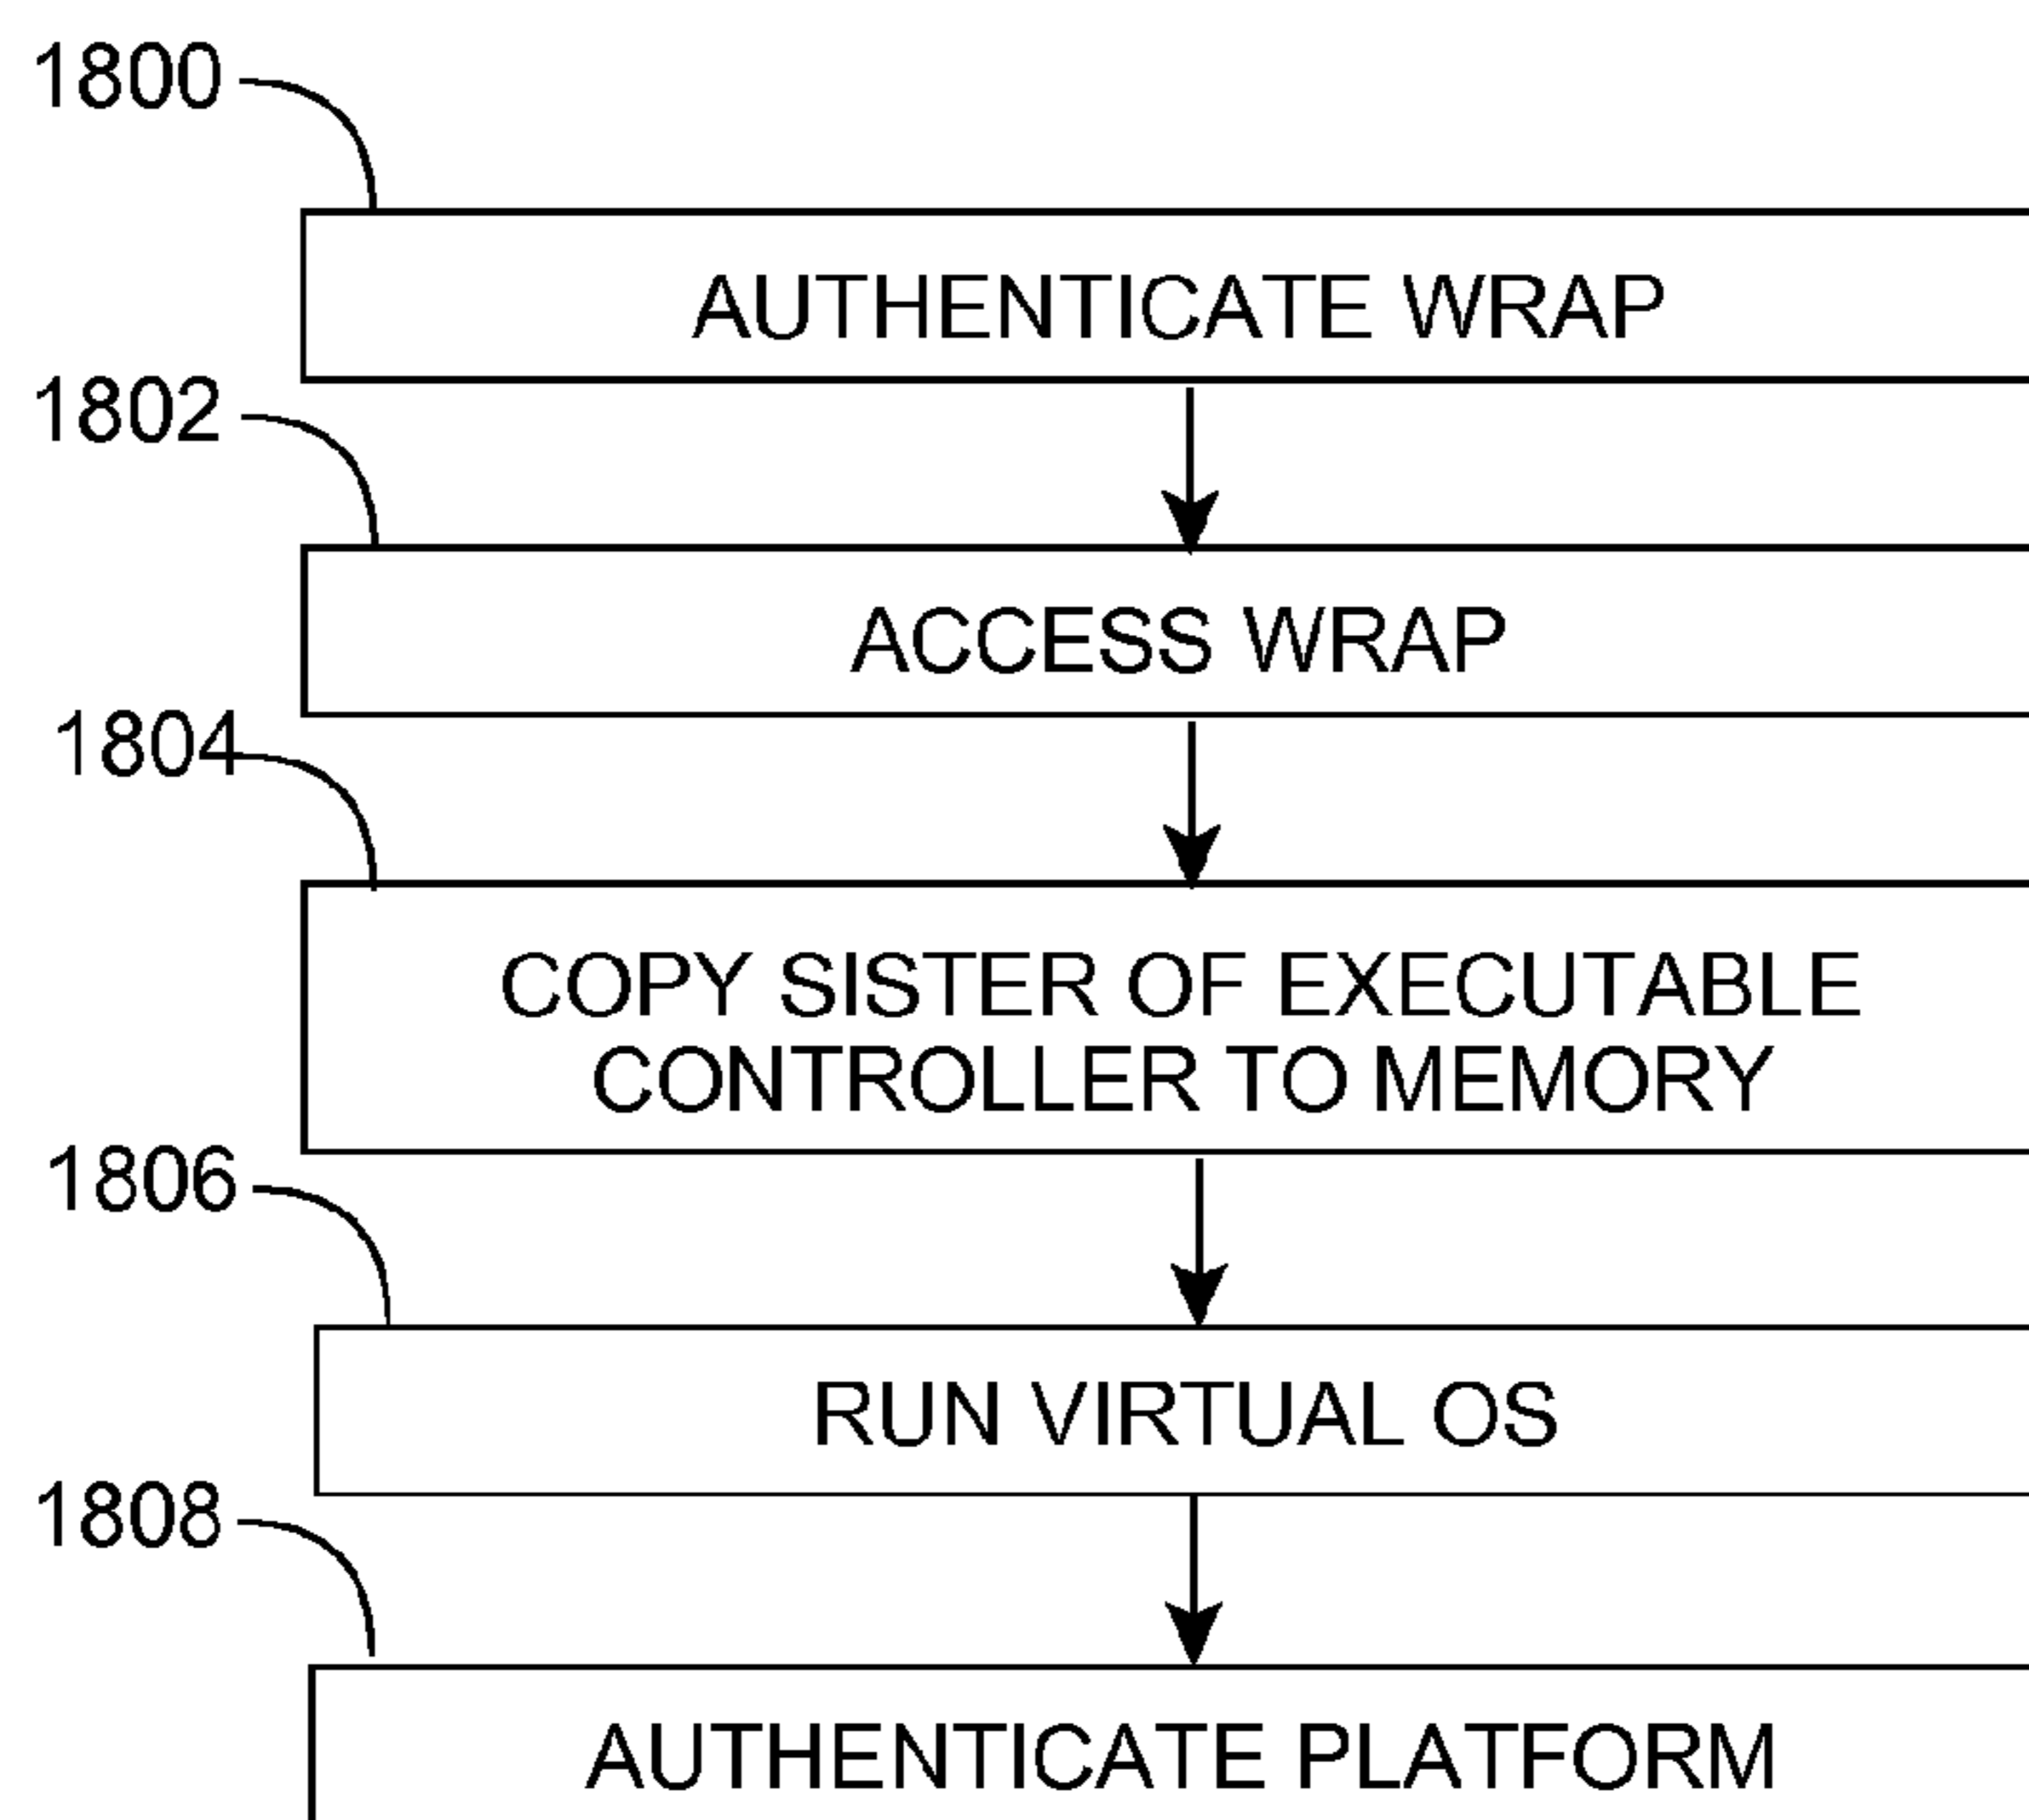 1800
AUTHENTICATE WRAP
1802
ACCESS WRAP
1804
COPY SISTER OF EXECUTABLE
CONTROLLER TO MEMORY
1806
RUN VIRTUAL OS
1808
AUTHENTICATE PLATFORM